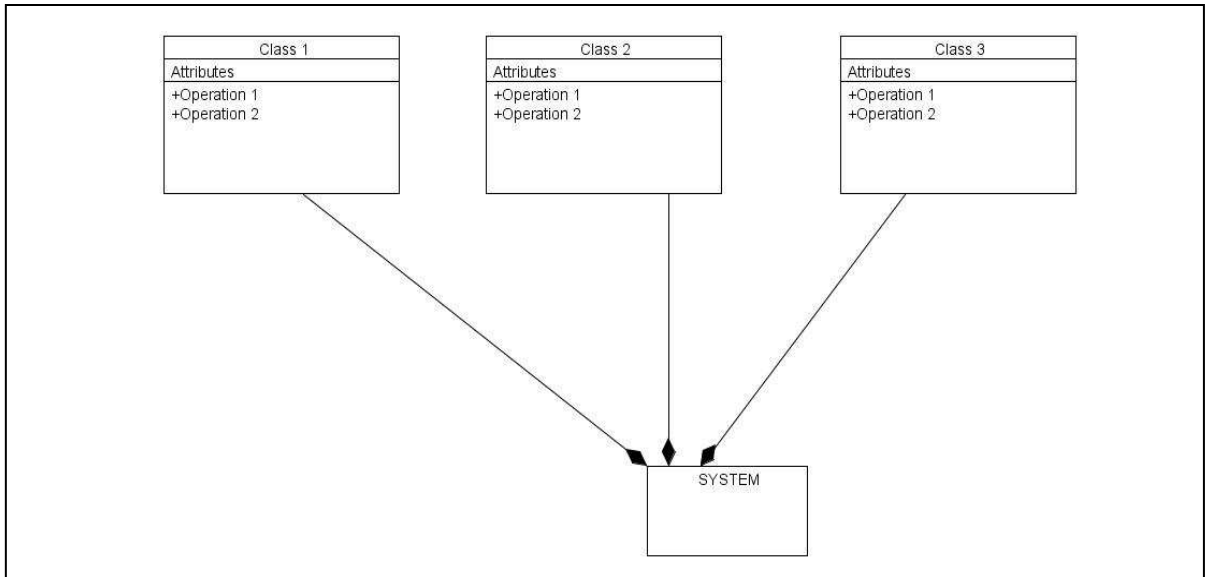 Class 1
Attributes
+Operation 1
+Operation 2
Class 2
Attributes
+Operation 1
+Operation 2
Class 3
Attributes
+Operation 1
+Operation 2
SYSTEM